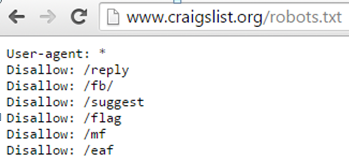 www.craigslist.org/robots.txt
User-agent: *
Disallow: /reply
Disallow: /fb/
Disallow: /suggest
Disallow: /flag
Disallow: /mf
Disallow: /eaf